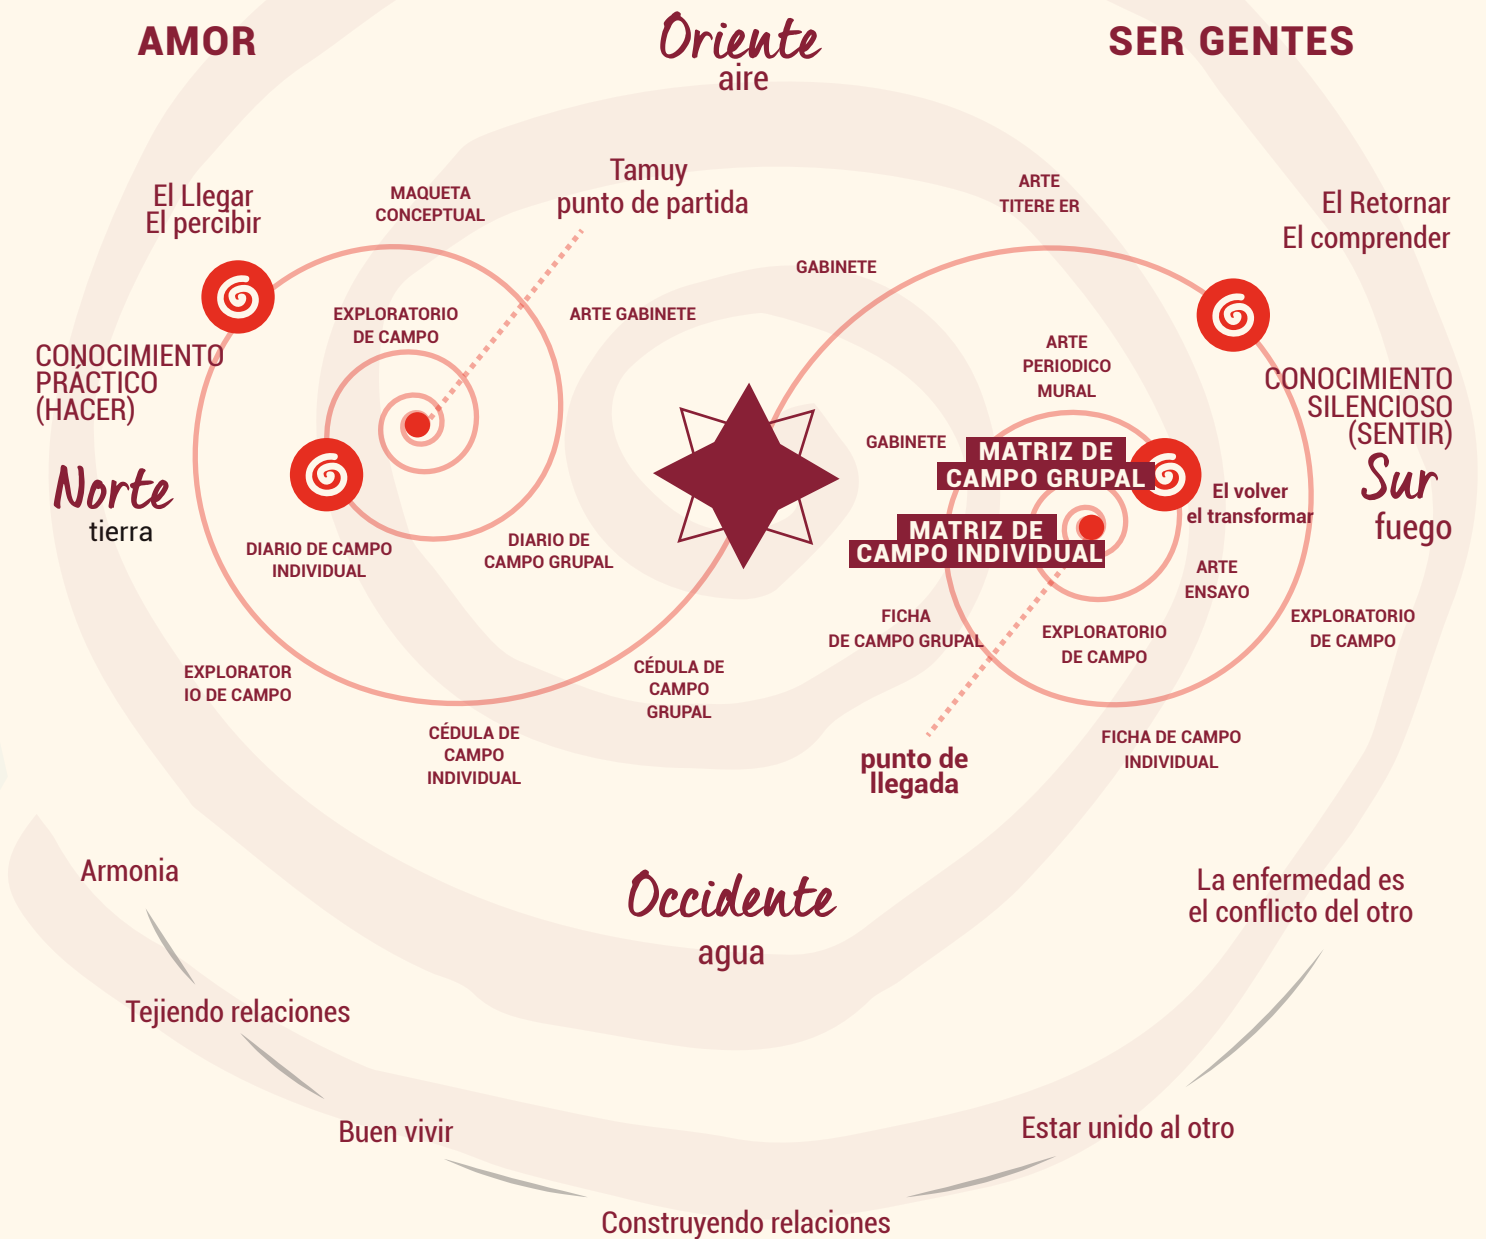 AMOR
Oriente
aire
SER GENTES
El Llegar
El percibir
MAQUETA
CONCEPTUAL
Tamuy
punto de partida
ARTE
TITERE ER
El Retornar
El comprender
GABINETE
EXPLORATORIO
DE CAMPO
ARTE GABINETE
CONOCIMIENTO
PRÁCTICO
(HACER)
Norte
tierra
ARTE
PERIODICO
MURAL
CONOCIMIENTO
SILENCIOSO
(SENTIR)
Sur
fuego
GABINETE
MATRIZ DE
CAMPO GRUPAL
El volver
el transformar
MATRIZ DE
CAMPO INDIVIDUAL
DIARIO DE CAMPO
INDIVIDUAL
DIARIO DE
CAMPO GRUPAL
ARTE
ENSAYO
FICHA
DE CAMPO GRUPAL
EXPLORATORIO
DE CAMPO
EXPLORATORIO
DE CAMPO
EXPLORATOR
IO DE CAMPO
CÉDULA DE
CAMPO
GRUPAL
CÉDULA DE
CAMPO
INDIVIDUAL
punto de
llegada
FICHA DE CAMPO
INDIVIDUAL
Armonia
Occidente
agua
La enfermedad es
el conflicto del otro
Tejiendo relaciones
Buen vivir
Estar unido al otro
Construyendo relaciones